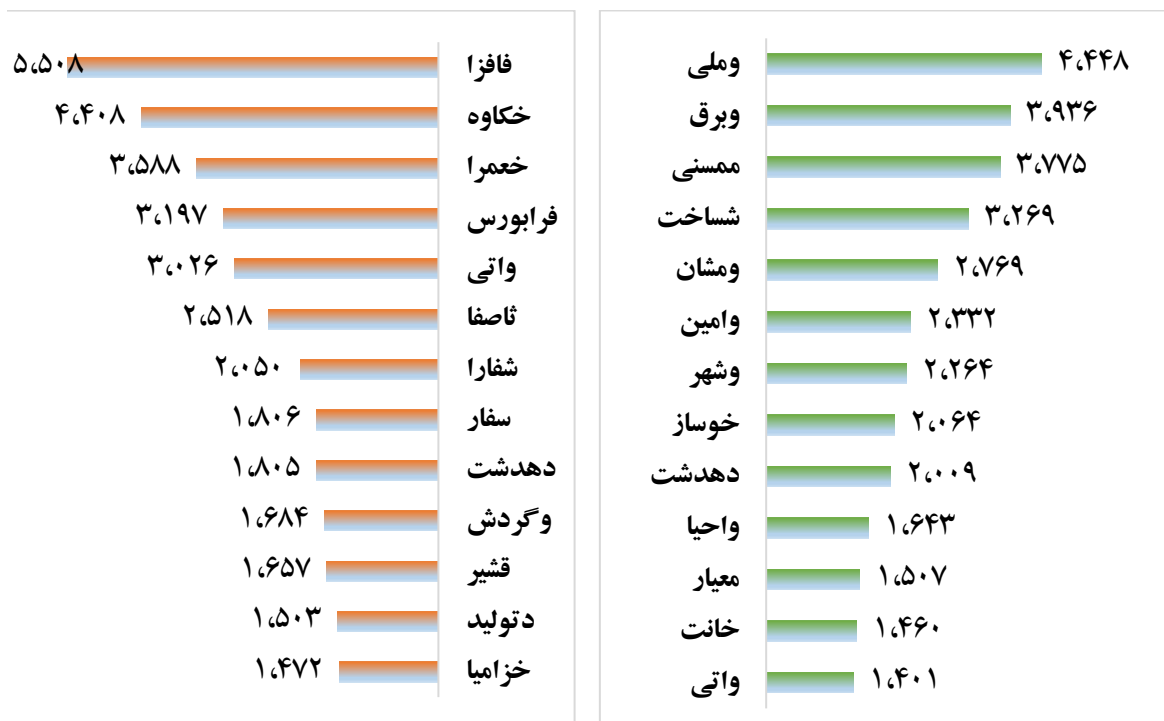 وملی ۴،۴۴۸
وبرق ۳،۹۳۶
ممسنی ۳،۷۷۵
شساخت ۳،۲۶۹
ومشان ۲،۷۶۹
وامین ۲،۳۳۲
وشهر ۲،۲۶۴
خوساز ۲،۰۶۴
دهدشت ۲،۰۰۹
واحیا ۱،۶۴۳
معیار ۱،۵۰۷
خانت ۱،۴۶۰
واتی ۱،۴۰۱
فافزا ۵،۵۰۸
خکاوه ۴،۴۰۸
خعمرا ۳،۵۸۸
فرابورس ۳،۱۹۷
واتی ۳،۰۲۶
ثاصفا ۲،۵۱۸
شفارا ۲،۰۵۰
سفار ۱،۸۰۶
دهدشت ۱،۸۰۵
وگردش ۱،۶۸۴
قشیر ۱،۶۵۷
دتولید ۱،۵۰۳
خزامیا ۱،۴۷۲